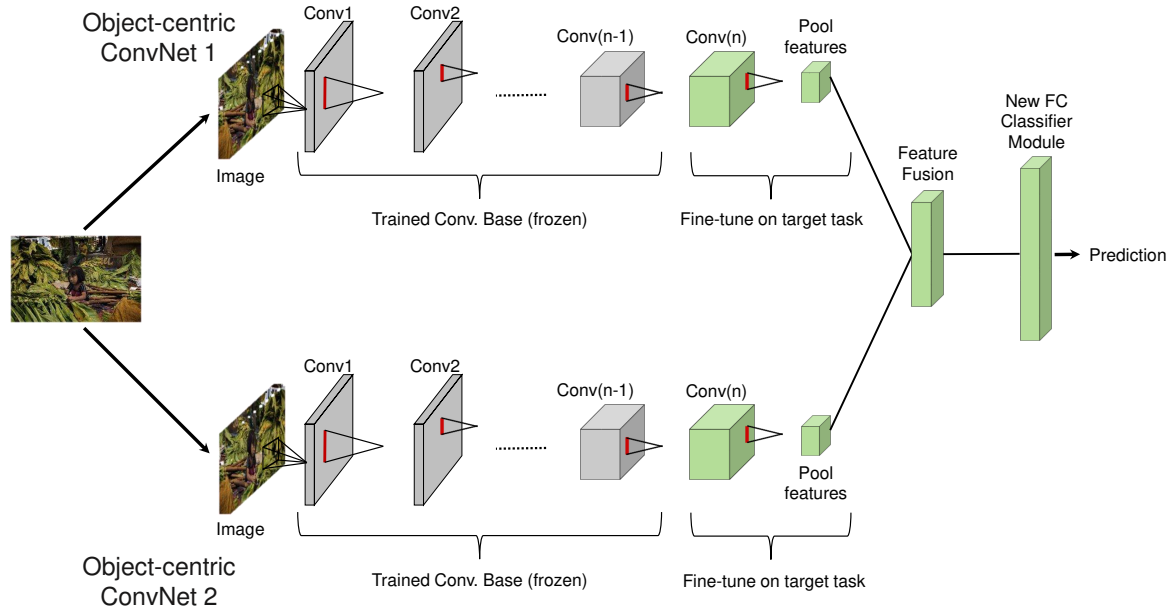 Object-centric
ConvNet 1
Conv1
Conv2
Conv(n-1)
Conv(n)
Pool
features
Image
Trained Conv. Base (frozen)
Fine-tune on target task
Feature
Fusion
New FC
Classifier
Module
Prediction
Conv1
Conv2
Conv(n-1)
Conv(n)
Pool
features
Image
Trained Conv. Base (frozen)
Fine-tune on target task
Object-centric
ConvNet 2